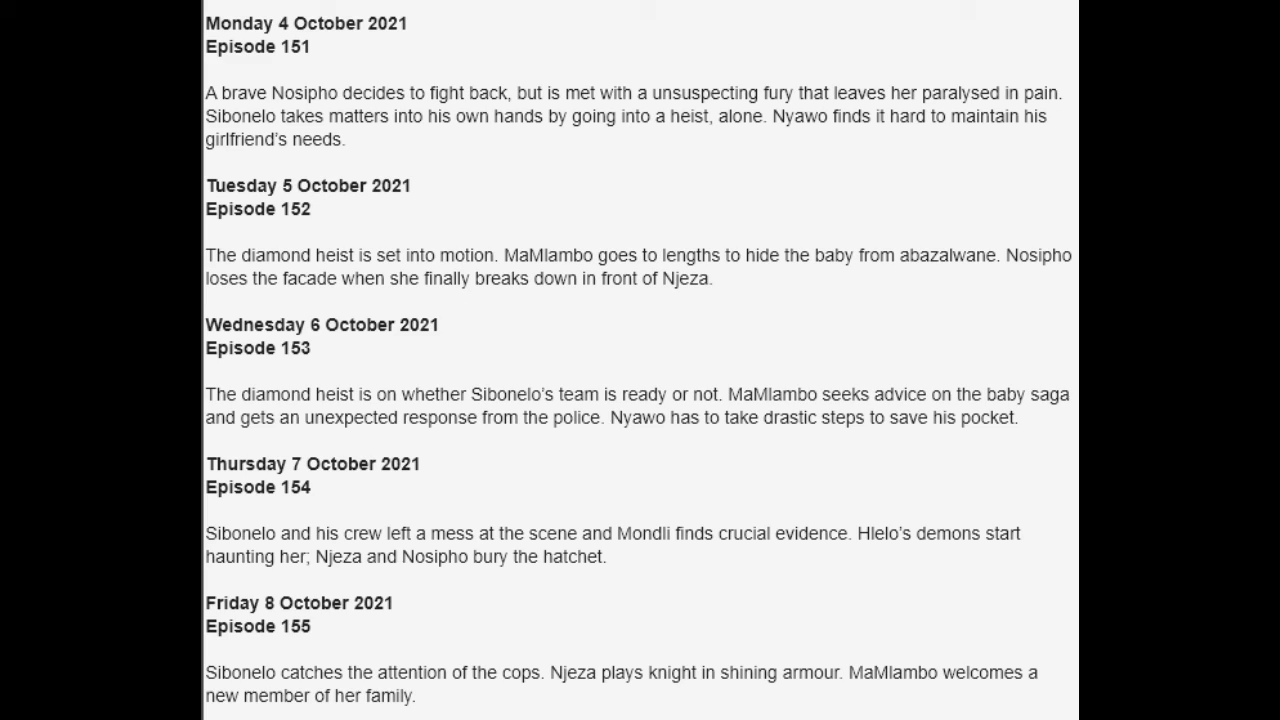 Monday 4 October 2021
Episode 151
A brave Nosipho decides to fight back, but is met with a unsuspecting fury that leaves her paralysed in pain.
Sibonelo takes matters into his own hands by going into a heist, alone. Nyawo finds it hard to maintain his
girlfriend's needs.
Tuesday 5 October 2021
Episode 152
The diamond heist is set into motion. MaMlambo goes to lengths to hide the baby from abazalwane. Nosipho
loses the facade when she finally breaks down in front of Njeza.
Wednesday 6 October 2021
Episode 153
The diamond heist is on whether Sibonelo's team is ready or not. MaMlambo seeks advice on the baby saga
and gets an unexpected response from the police. Nyawo has to take drastic steps to save his pocket.
Thursday 7 October 2021
Episode 154
Sibonelo and his crew left a mess at the scene and Mondli finds crucial evidence. Hlelo's demons start
haunting her; Njeza and Nosipho bury the hatchet.
Friday 8 October 2021
Episode 155
Sibonelo catches the attention of the cops. Njeza plays knight in shining armour. MaMlambo welcomes a
new member of her family.